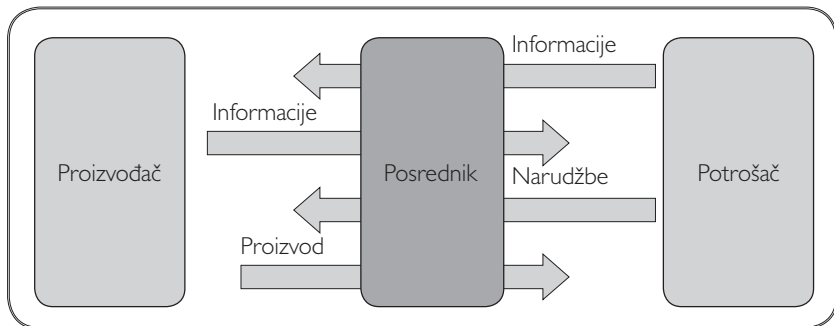 Informacije
Informacije
Proizvođač
Posrednik
Narudžbe
Potrošač
Proizvod